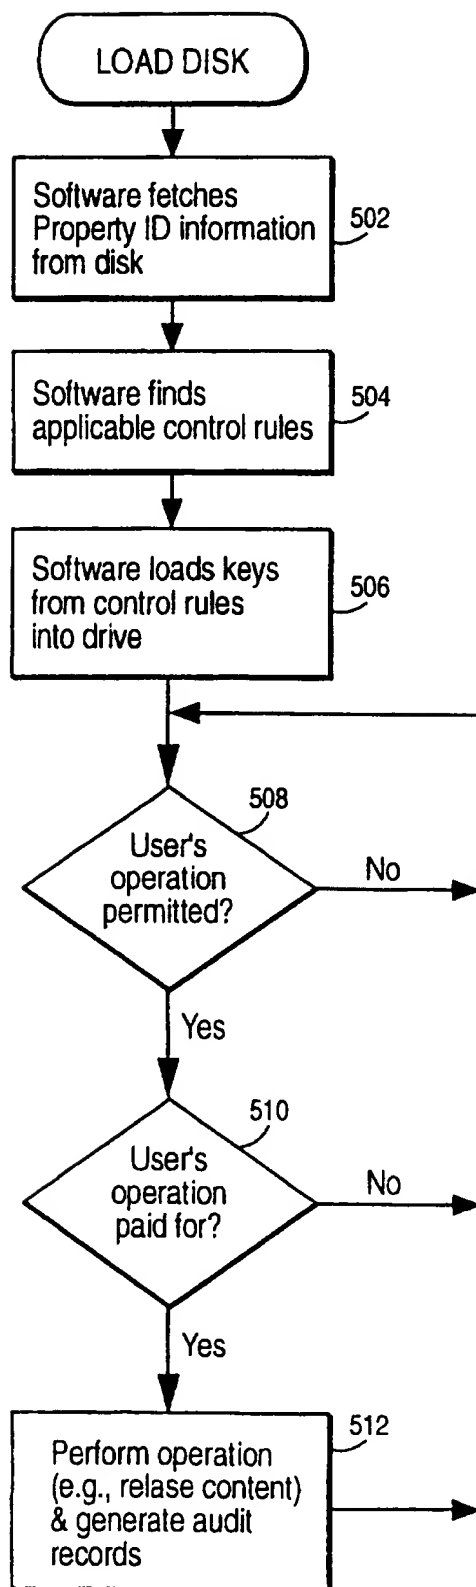 LOAD DISK
Software fetches
Property ID information
from disk
502
Software finds
applicable control rules
504
Software loads keys
from control rules
into drive
506
508
User's
operation
permitted?
No
Yes
510
User's
operation
paid for?
No
Yes
512
Perform operation
(e.g., relase content)
& generate audit
records